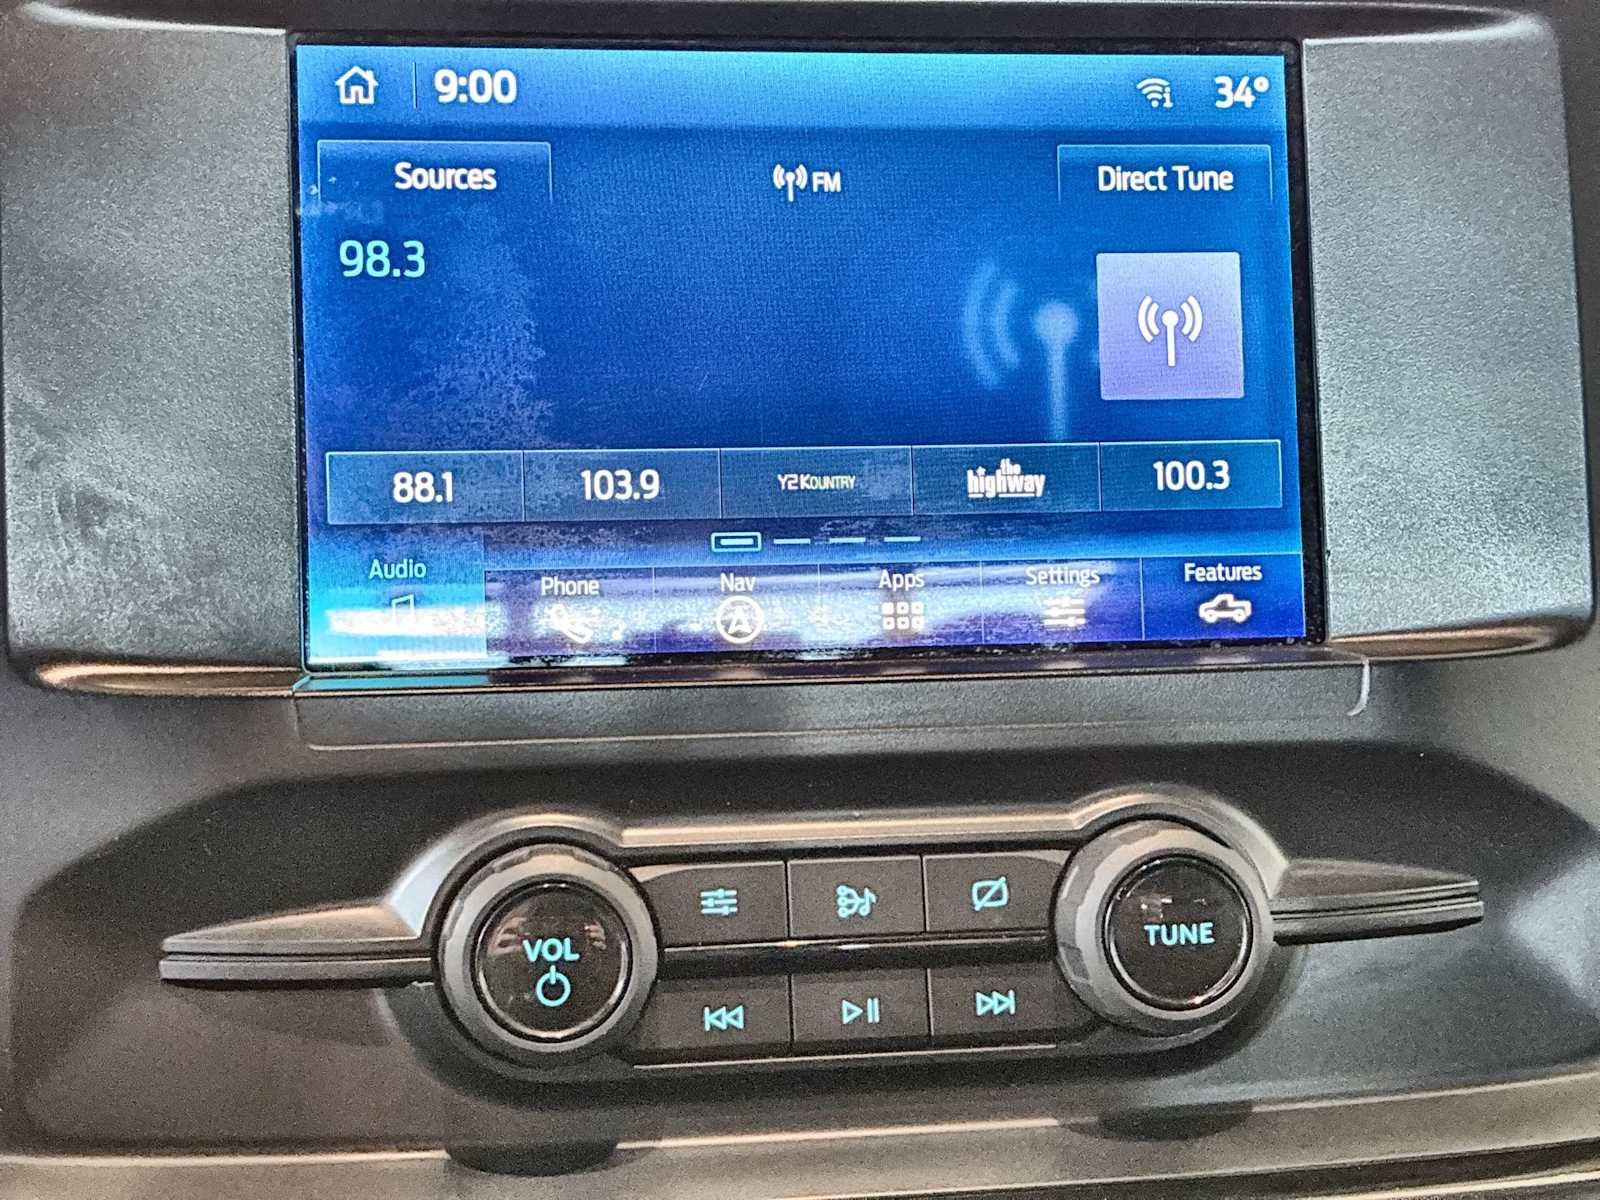 9:00 34°
Sources FM Direct Tune
98.3
88.1 103.9 Y2KOUNTRY the highway 100.3
Audio Phone Nav Apps Settings Features
VOL TUNE